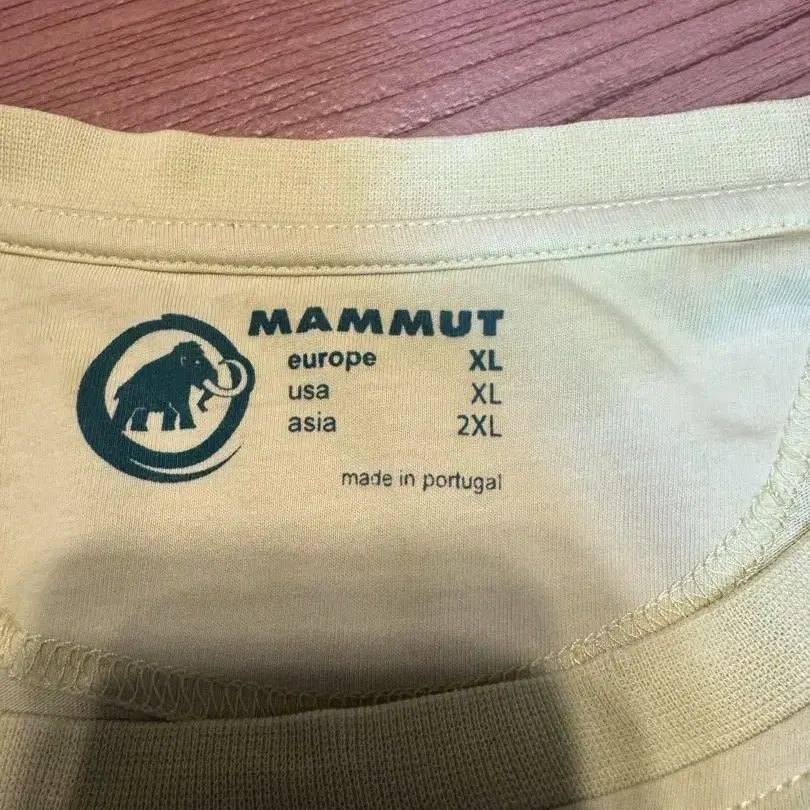 MAMMUT
europe XL
usa XL
asia 2XL
made in portugal